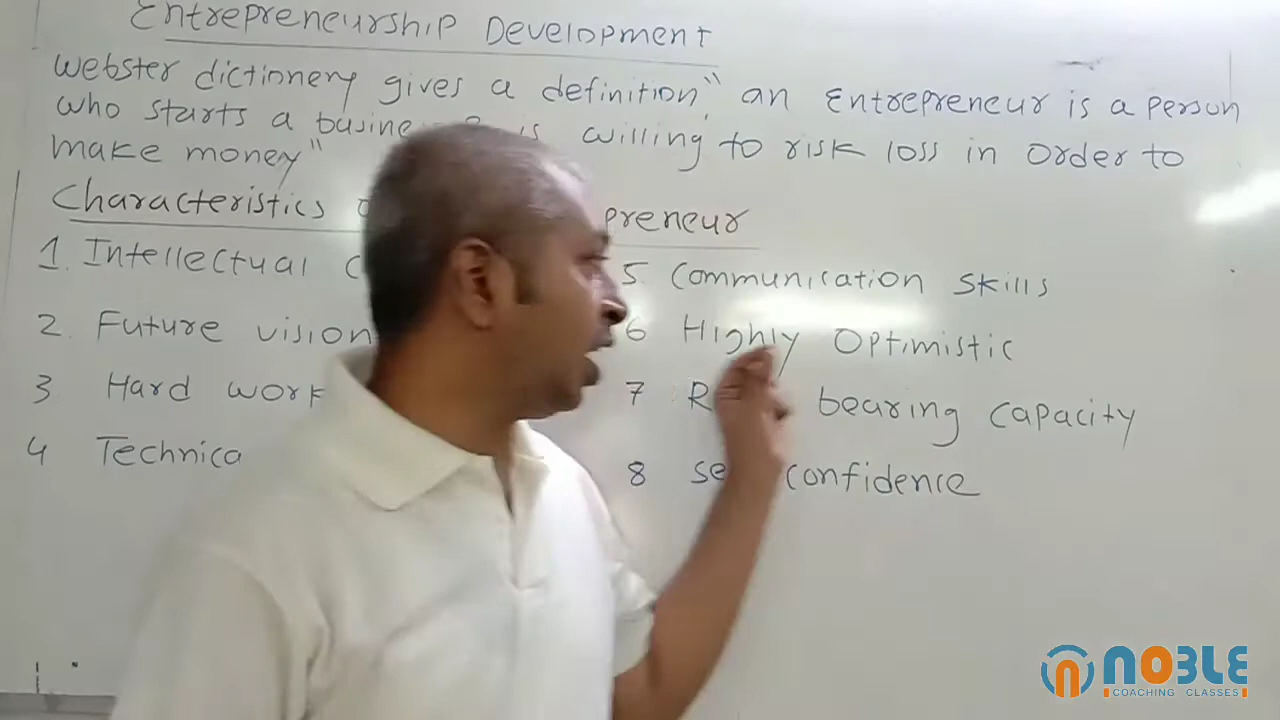 Entrepreneurship Development
Webster dictinnery gives a definition" an Entrepreneur is a person
who starts a is willing to risk loss in order to
make money"
Characteristics preneur
1. Intellectual
2. Future vision
3 Hard work
4 Technica
5. Communication skills
6 Highly Optimistic
7 bearing capacity
8 confidence
NOBLE
COACHING CLASSES